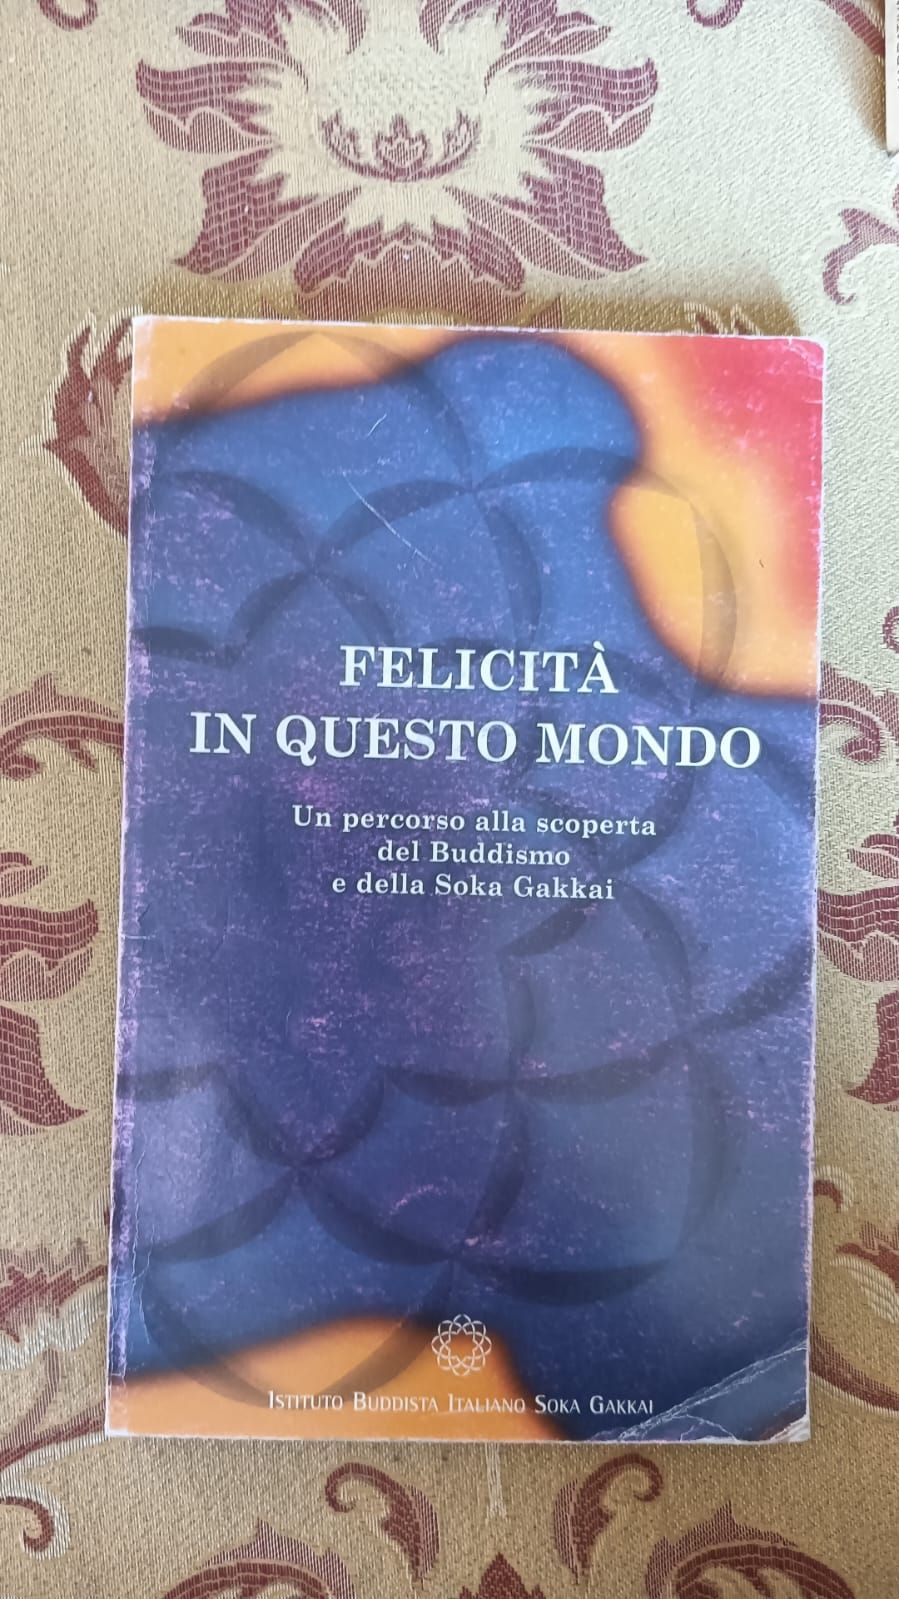 FELICITÀ
IN QUESTO MONDO
Un percorso alla scoperta
del Buddismo
e della Soka Gakkai
ISTITUTO BUDDISTA ITALIANO SOKA GAKKAI